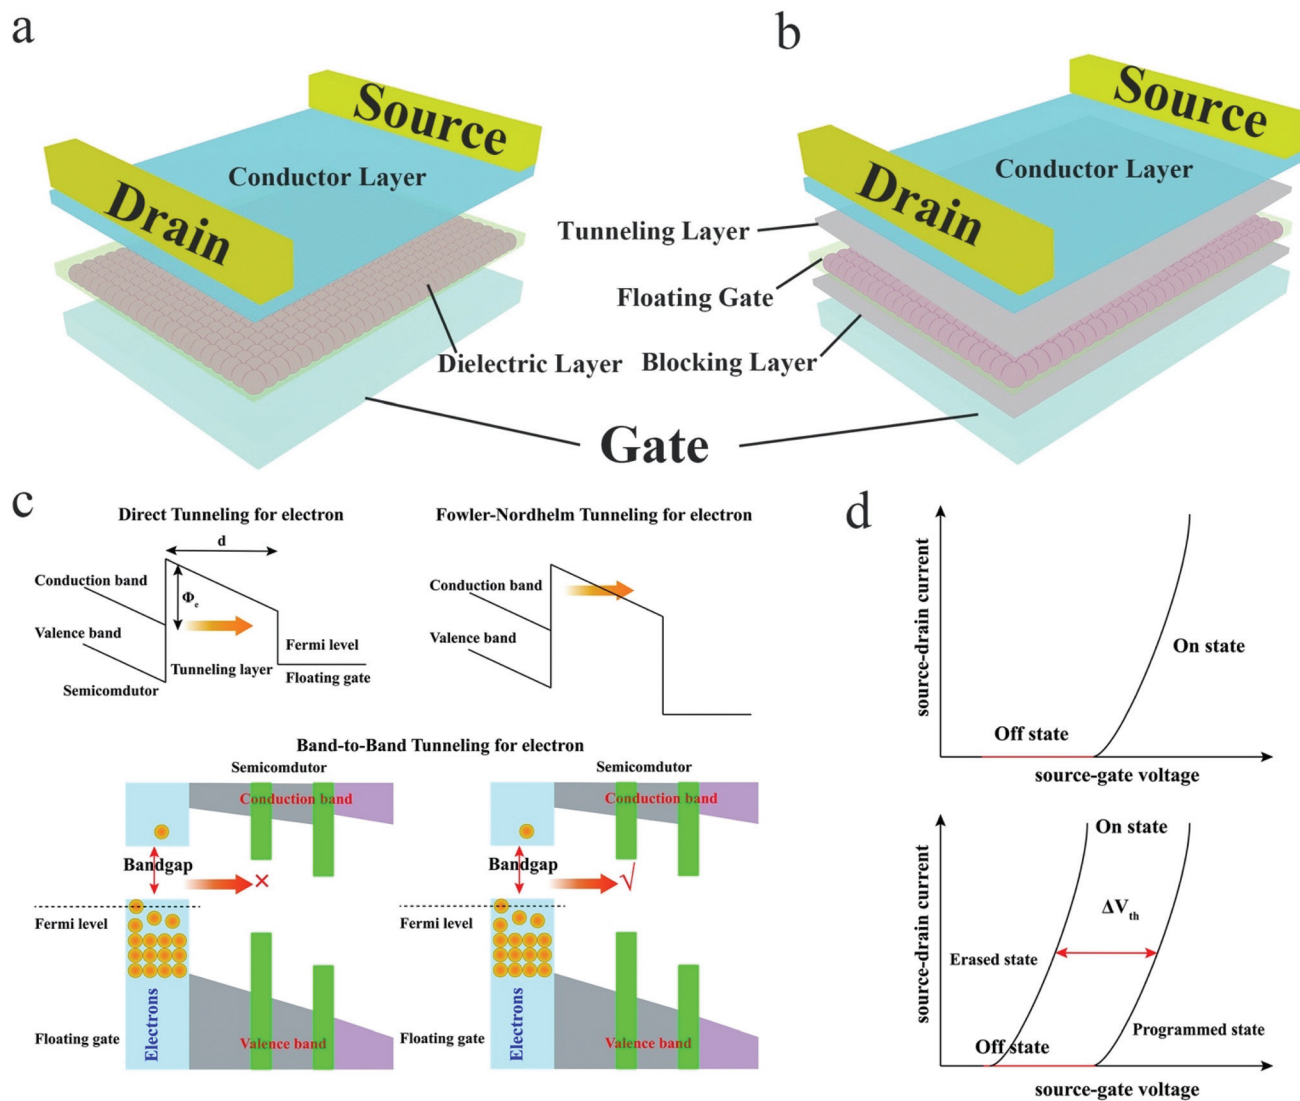 a
b
Source
Source
Conductor Layer
Conductor Layer
Drain
Drain
Tunneling Layer
Floating Gate
Dielectric Layer
Blocking Layer
Gate
c
Direct Tunneling for electron
d
Conduction band
Φe
Valence band
Fermi level
Tunneling layer
Floating gate
Semicomdutor
Fowler-Nordhelm Tunneling for electron
Conduction band
Valence band
Band-to-Band Tunneling for electron
Semicomdutor
Conduction band
Bandgap
×
Fermi level
Floating gate
Electrons
Valence band
Semicomdutor
Conduction band
Bandgap
√
Fermi level
Floating gate
Electrons
Valence band
d
source-drain current
On state
Off state
source-gate voltage
source-drain current
On state
ΔVth
Erased state
Programmed state
Off state
source-gate voltage